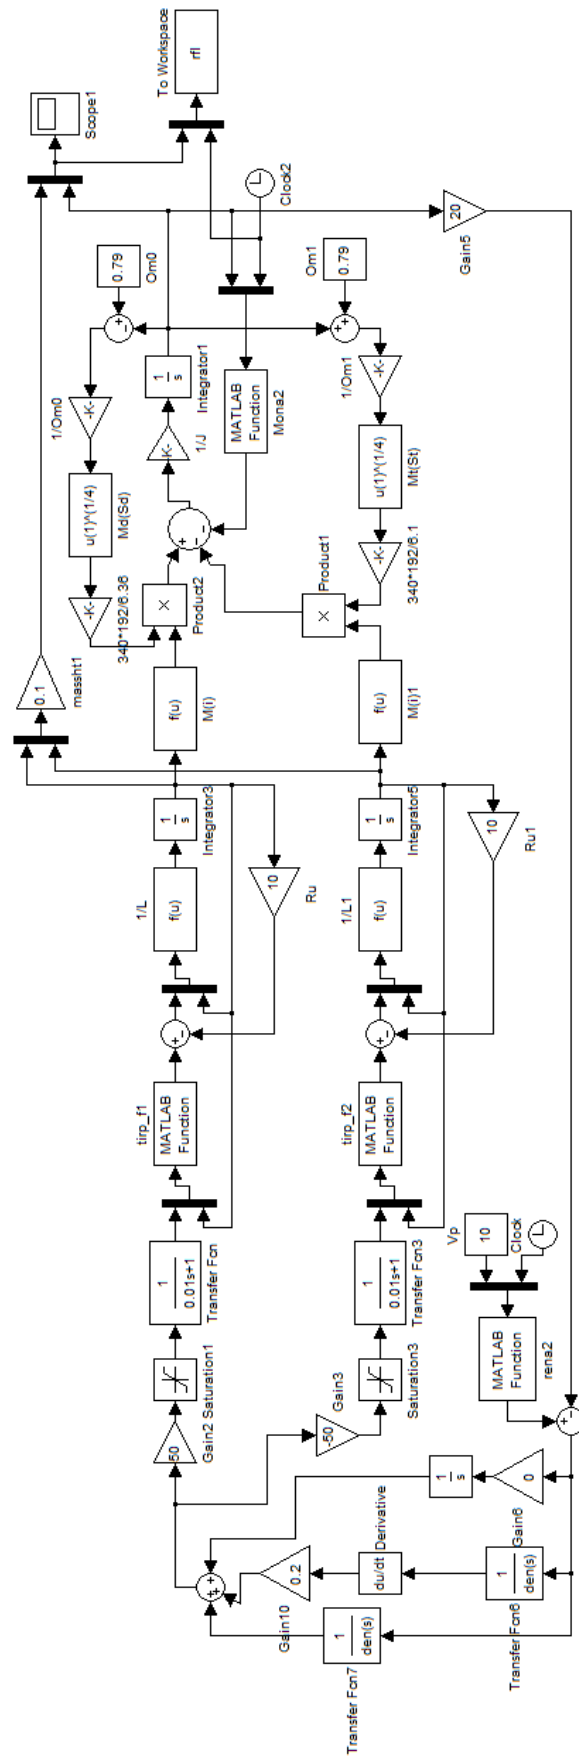 Scope1
To Workspace
rfl
massht1
0.1
Om0
0.79
1/Om0
-K-
Md(Sd)
u(1)^(1/4)
-K-
340*192/6.36
Transfer Fcn7
1
den(s)
Gain10
0.2
Derivative
du/dt
Transfer Fcn6
1
den(s)
Gain6
0
1
s
Gain2
50
Saturation1
Transfer Fcn
1
0.01s+1
tirp_f1
MATLAB
Function
+
-
1/L
f(u)
Integrator3
1
s
M(i)
f(u)
Product2
×
1/J
-K-
Integrator1
1
s
Ru
10
Clock2
Mona2
MATLAB
Function
Gain3
-50
Saturation3
Transfer Fcn3
1
0.01s+1
tirp_f2
MATLAB
Function
+
-
1/L1
f(u)
Integrator5
1
s
M(i)1
f(u)
Product1
×
Om1
0.79
1/Om1
-K-
Mt(St)
u(1)^(1/4)
-K-
340*192/6.1
Ru1
10
Vp
10
Clock
rena2
MATLAB
Function
+
-
Gain5
20